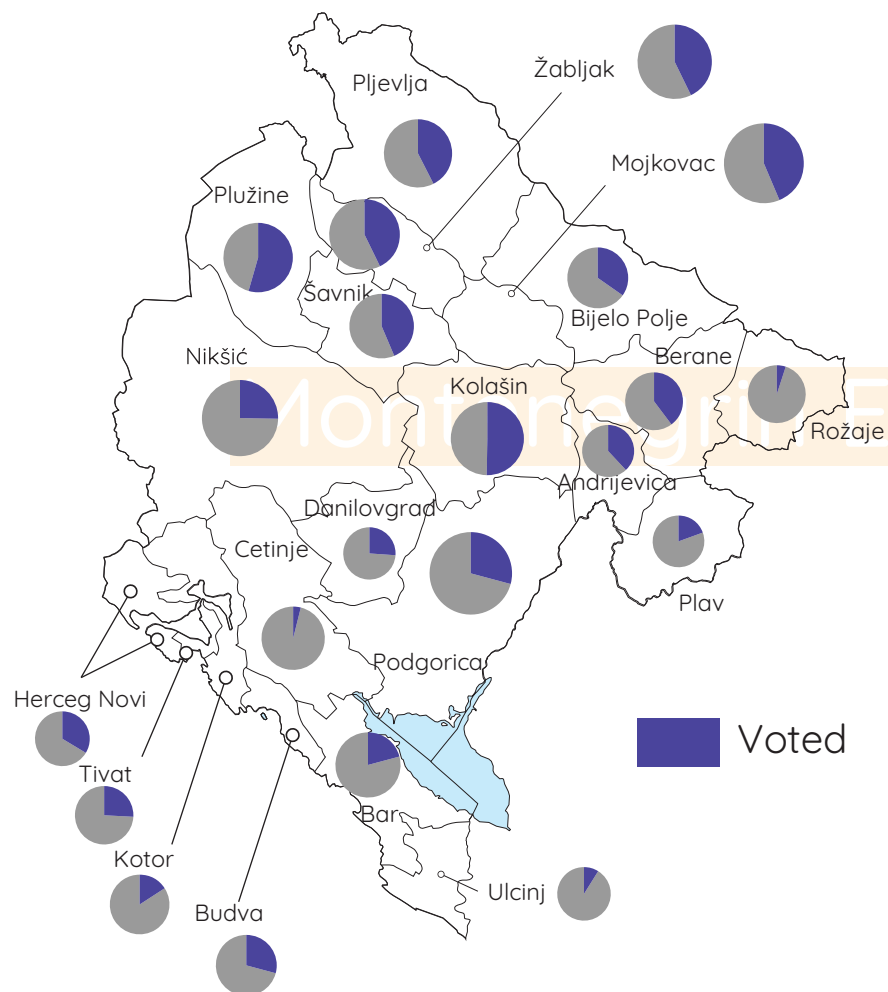 Žabljak
Pljevlja
Mojkovac
Plužine
Šavnik
Bijelo Polje
Nikšić
Berane
Kolašin
Rožaje
Montenegrin E
Andrijevica
Danilovgrad
Cetinje
Plav
Podgorica
Herceg Novi
Voted
Tivat
Bar
Kotor
Ulcinj
Budva